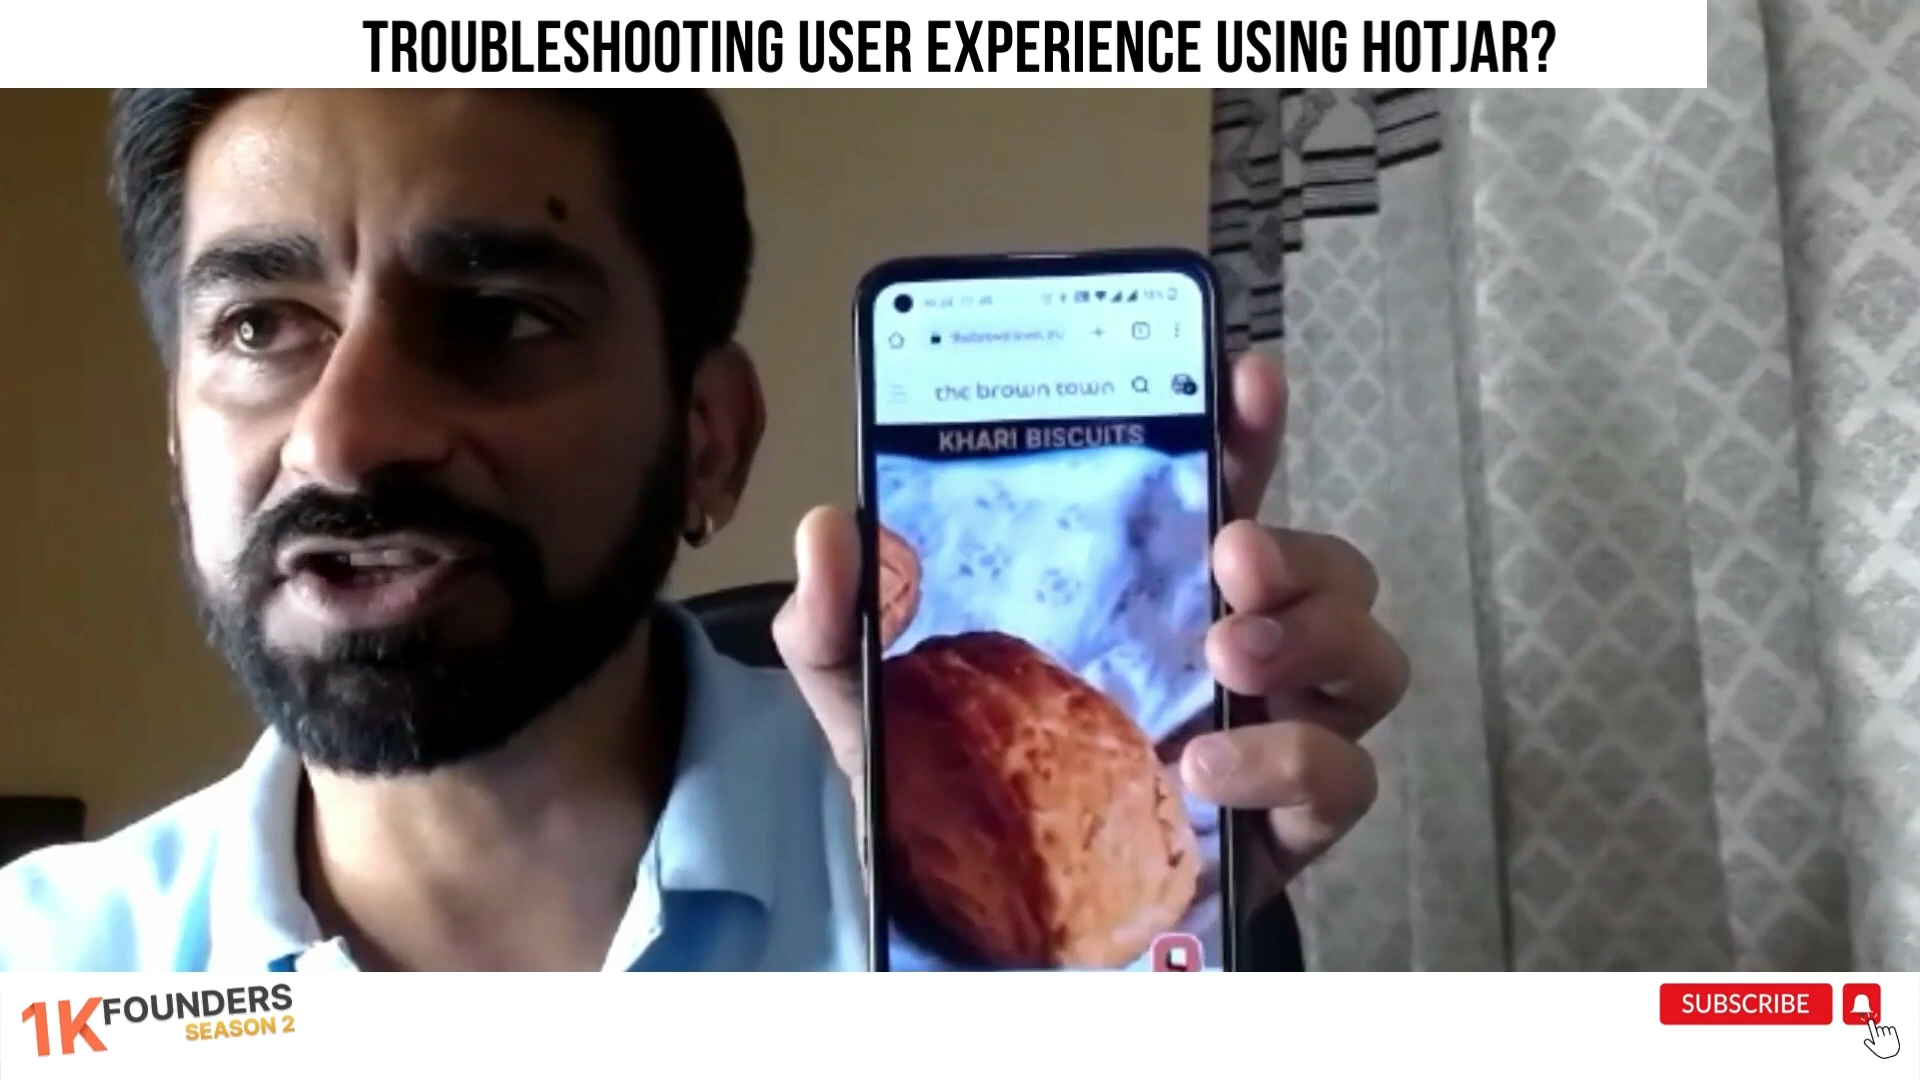 TROUBLESHOOTING USER EXPERIENCE USING HOTJAR?
the brown town
KHARI BISCUITS
1K FOUNDERS
SEASON 2
SUBSCRIBE